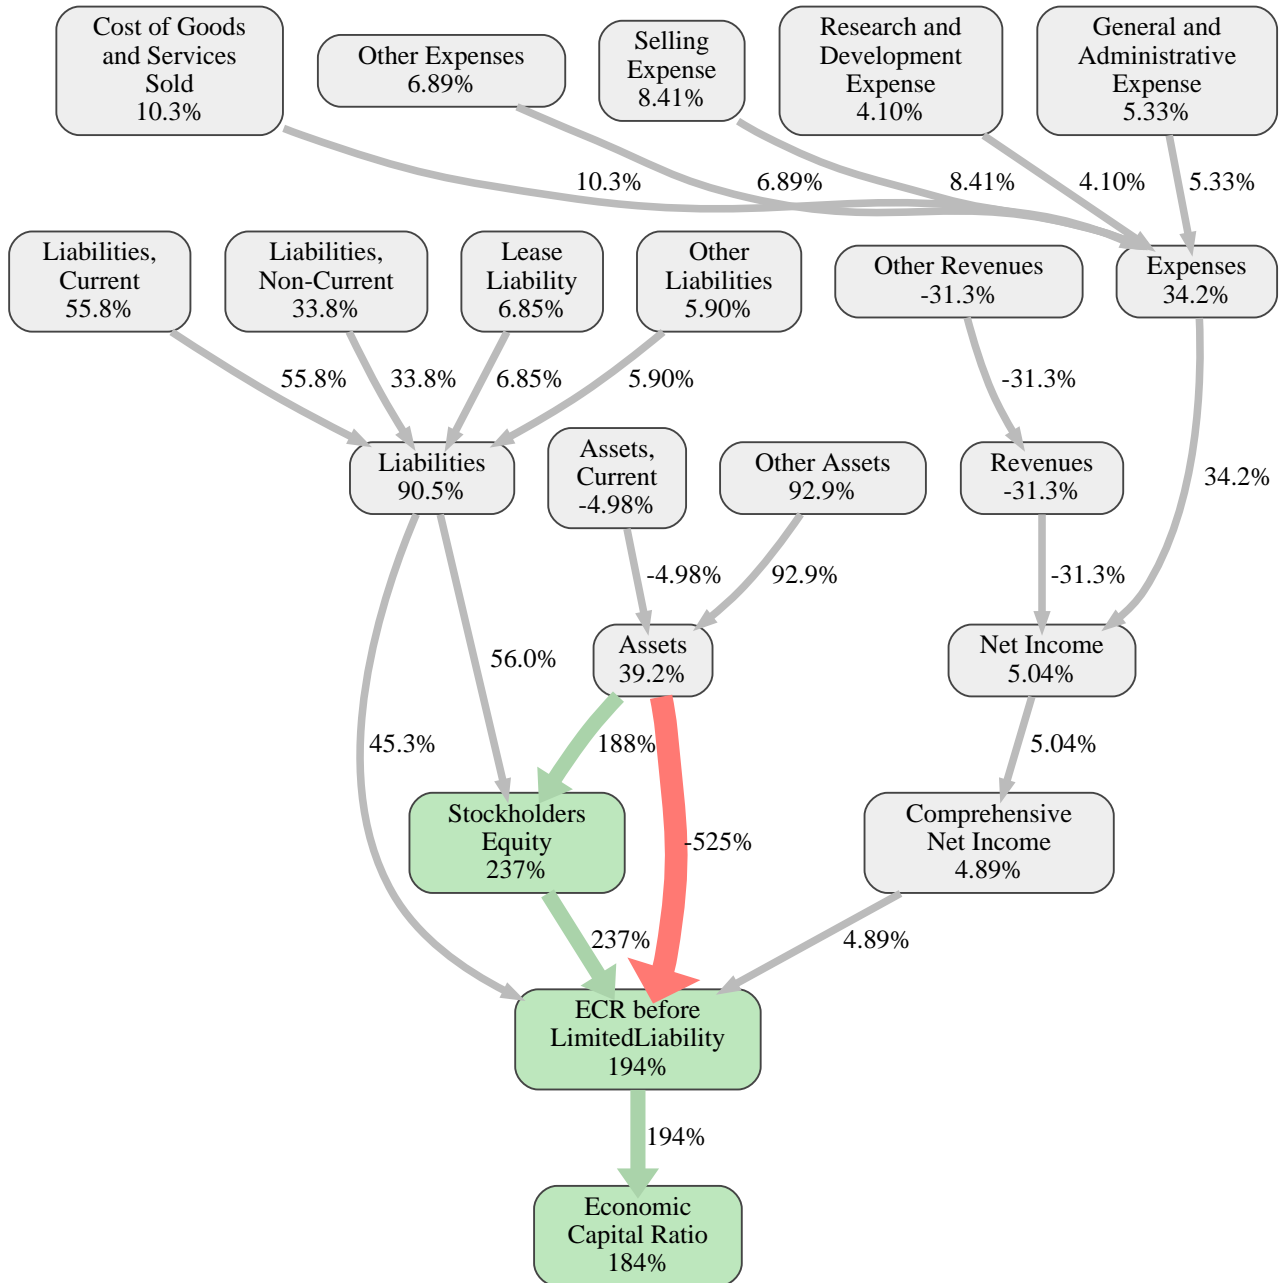 Cost of Goods
and Services
Sold
10.3%
Other Expenses
6.89%
Selling
Expense
8.41%
Research and
Development
Expense
4.10%
General and
Administrative
Expense
5.33%
10.3%
6.89%
8.41%
4.10%
5.33%
Liabilities,
Current
55.8%
Liabilities,
Non-Current
33.8%
Lease
Liability
6.85%
Other
Liabilities
5.90%
Other Revenues
-31.3%
Expenses
34.2%
55.8%
33.8%
6.85%
5.90%
-31.3%
Liabilities
90.5%
Assets,
Current
-4.98%
Other Assets
92.9%
Revenues
-31.3%
34.2%
-4.98%
92.9%
-31.3%
56.0%
Assets
39.2%
Net Income
5.04%
45.3%
188%
5.04%
Stockholders
Equity
237%
-525%
Comprehensive
Net Income
4.89%
237%
4.89%
ECR before
LimitedLiability
194%
194%
Economic
Capital Ratio
184%